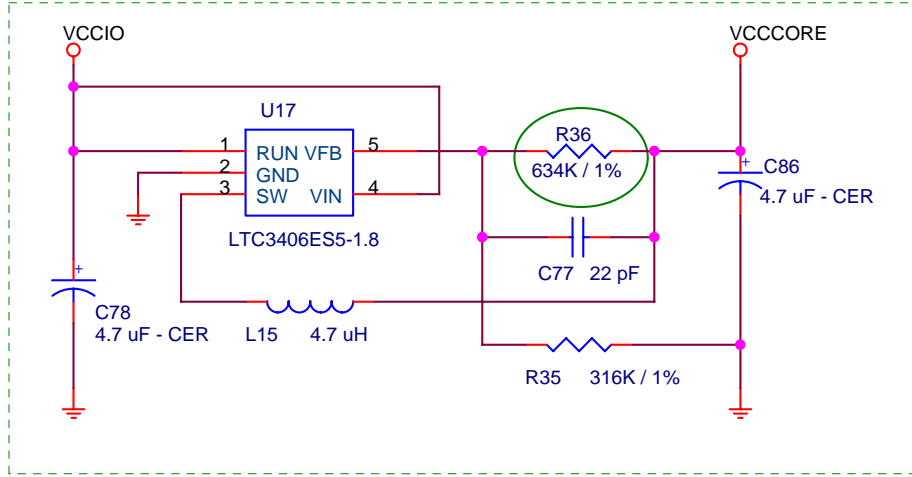 VCCIO
VCCCORE
U17
R36
1
RUN VFB
5
634K / 1%
2
GND
+
C86
3
SW
VIN
4
4.7 uF - CER
LTC3406ES5-1.8
+
C77
22 pF
C78
4.7 uF - CER
L15
4.7 uH
R35
316K / 1%